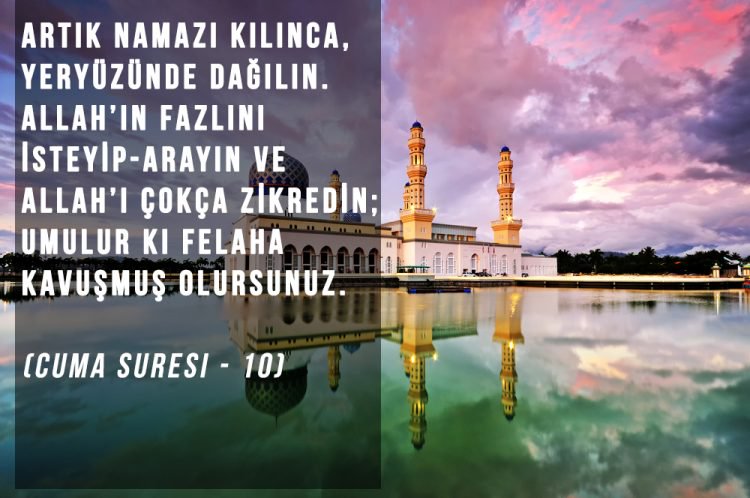 ARTIK NAMAZI KILINCA,
YERYÜZÜNDE DAĞILIN.
ALLAH'IN FAZLINI
İSTEYİP-ARAYIN VE
ALLAH'I ÇOKÇA ZİKREDİN;
UMULUR KI FELAHA
KAVUŞMUŞ OLURSUNUZ.
(CUMA SURESI - 10)